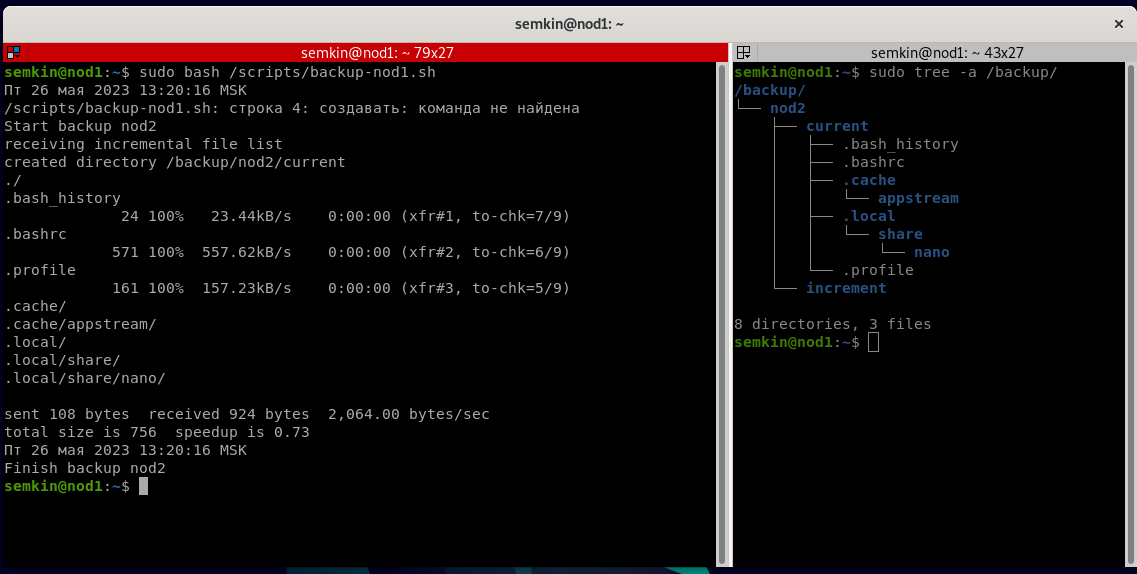 semkin@nod1: ~
semkin@nod1: ~ 79x27
semkin@nod1:~$ sudo bash /scripts/backup-nod1.sh
Пт 26 мая 2023 13:20:16 MSK
/scripts/backup-nod1.sh: строка 4: создавать: команда не найдена
Start backup nod2
receiving incremental file list
created directory /backup/nod2/current
./
.bash_history
24 100%   23.44kB/s    0:00:00 (xfr#1, to-chk=7/9)
.bashrc
571 100%  557.62kB/s    0:00:00 (xfr#2, to-chk=6/9)
.profile
161 100%  157.23kB/s    0:00:00 (xfr#3, to-chk=5/9)
.cache/
.cache/appstream/
.local/
.local/share/
.local/share/nano/
sent 108 bytes  received 924 bytes  2,064.00 bytes/sec
total size is 756  speedup is 0.73
Пт 26 мая 2023 13:20:16 MSK
Finish backup nod2
semkin@nod1:~$
semkin@nod1: ~ 43x27
semkin@nod1:~$ sudo tree -a /backup/
/backup/
└── nod2
    ├── current
    │   ├── .bash_history
    │   ├── .bashrc
    │   ├── .cache
    │   │   └── appstream
    │   ├── .local
    │   │   └── share
    │   │       └── nano
    │   └── .profile
    └── increment
8 directories, 3 files
semkin@nod1:~$